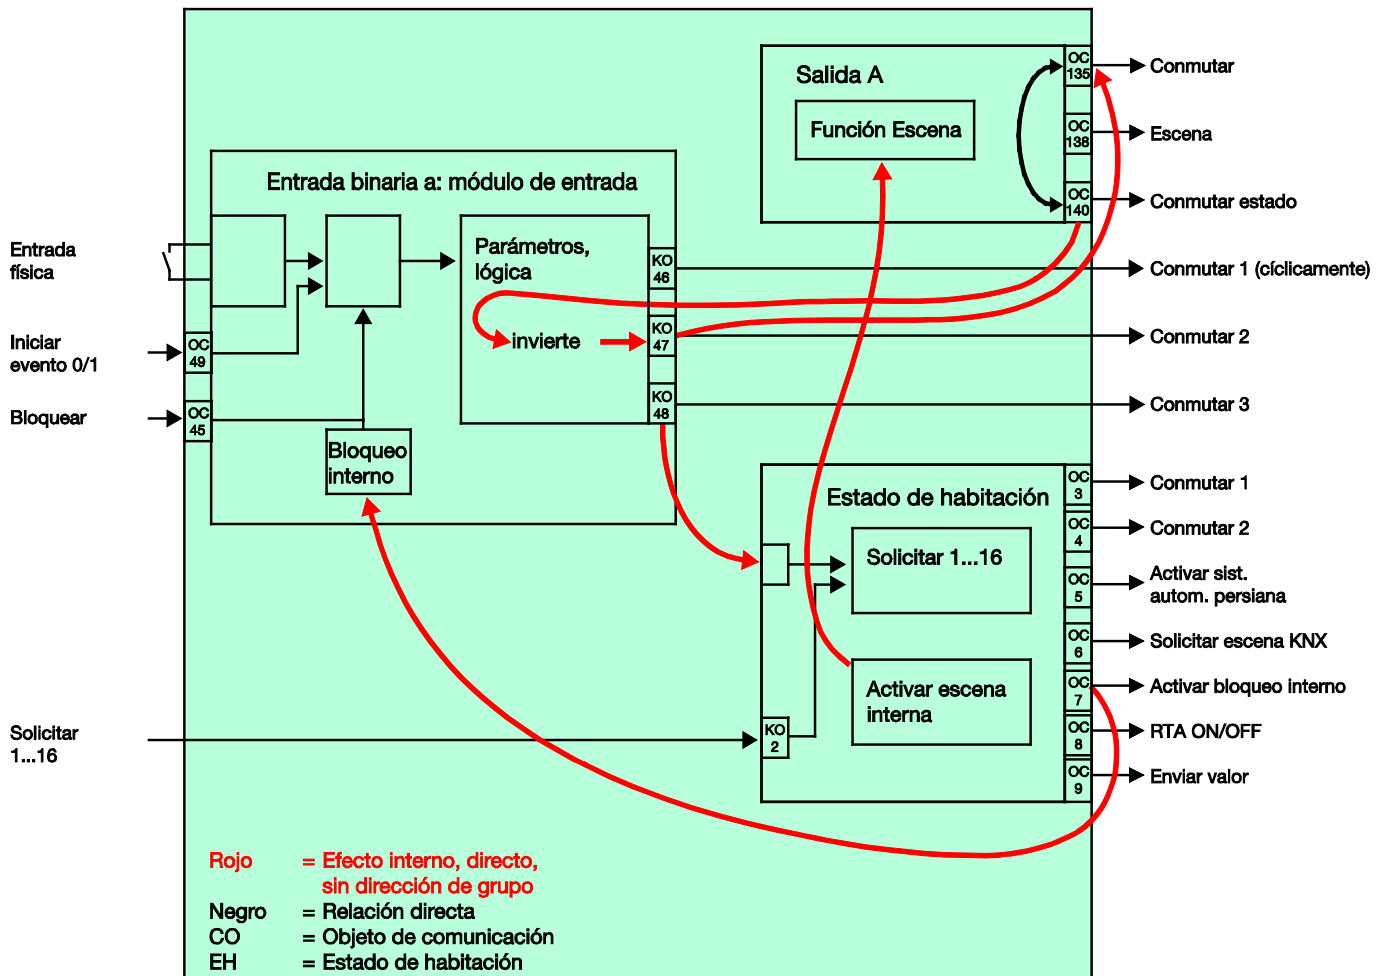 Salida A
Función Escena
OC
135
Conmutar
OC
138
Escena
OC
140
Conmutar estado
Entrada binaria a: módulo de entrada
Entrada
física
Parámetros,
lógica
invierte
KO
46
Conmutar 1 (cíclicamente)
KO
47
Conmutar 2
KO
48
Conmutar 3
Iniciar
evento 0/1
OC
49
Bloquear
OC
45
Bloqueo
interno
Estado de habitación
Solicitar 1...16
Activar escena
interna
OC
3
Conmutar 1
OC
4
Conmutar 2
OC
5
Activar sist.
autom. persiana
OC
6
Solicitar escena KNX
OC
7
Activar bloqueo interno
OC
8
RTA ON/OFF
OC
9
Enviar valor
Solicitar
1...16
KO
2
Rojo = Efecto interno, directo,
sin dirección de grupo
Negro = Relación directa
CO = Objeto de comunicación
EH = Estado de habitación